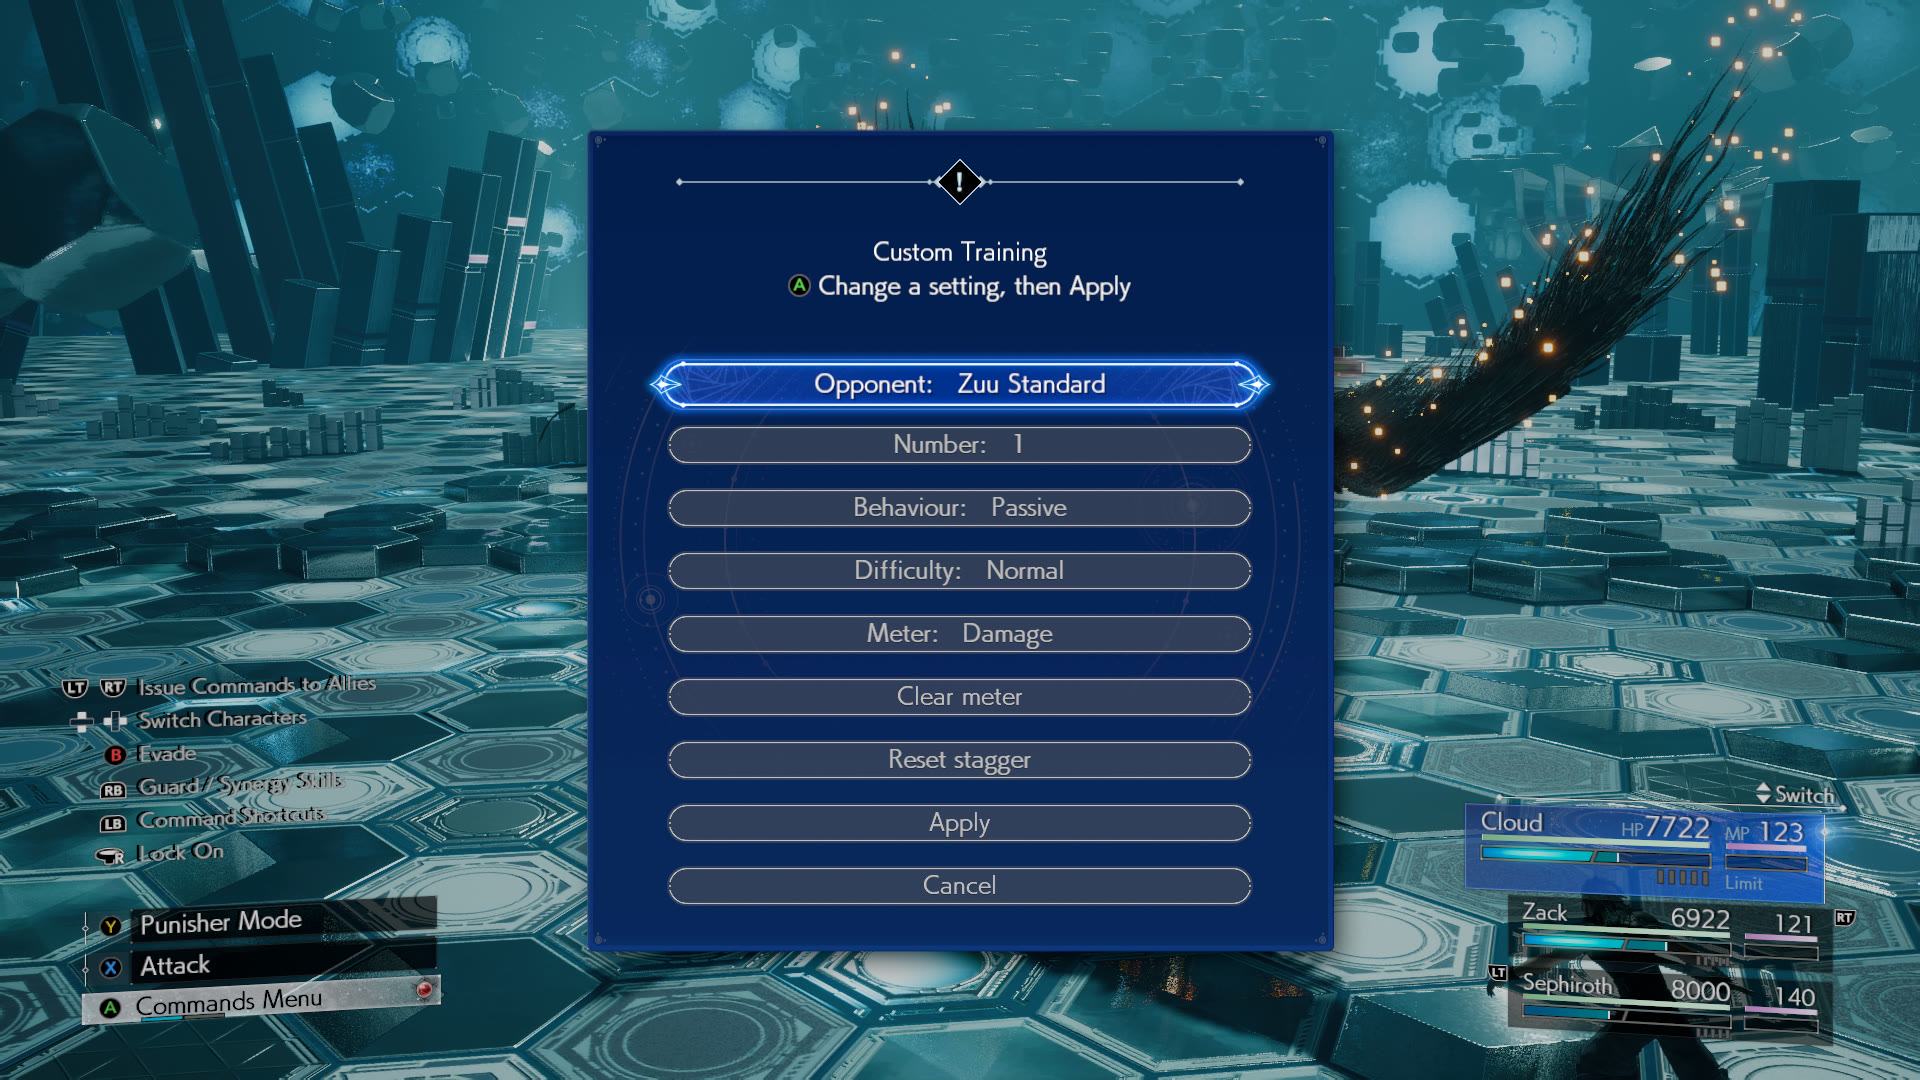 !
Custom Training
A Change a setting, then Apply
Opponent: Zuu Standard
Number: 1
Behaviour: Passive
Difficulty: Normal
Meter: Damage
Clear meter
Reset stagger
Apply
Cancel
LT RT Issue Commands to Allies
Switch Characters
B Evade
RB Guard / Synergy Skills
LB Command Shortcuts
R Lock On
Y Punisher Mode
X Attack
A Commands Menu
Switch
Cloud HP 7722 MP 123
Limit
Zack 6922 121 RT
LT Sephiroth 8000 140